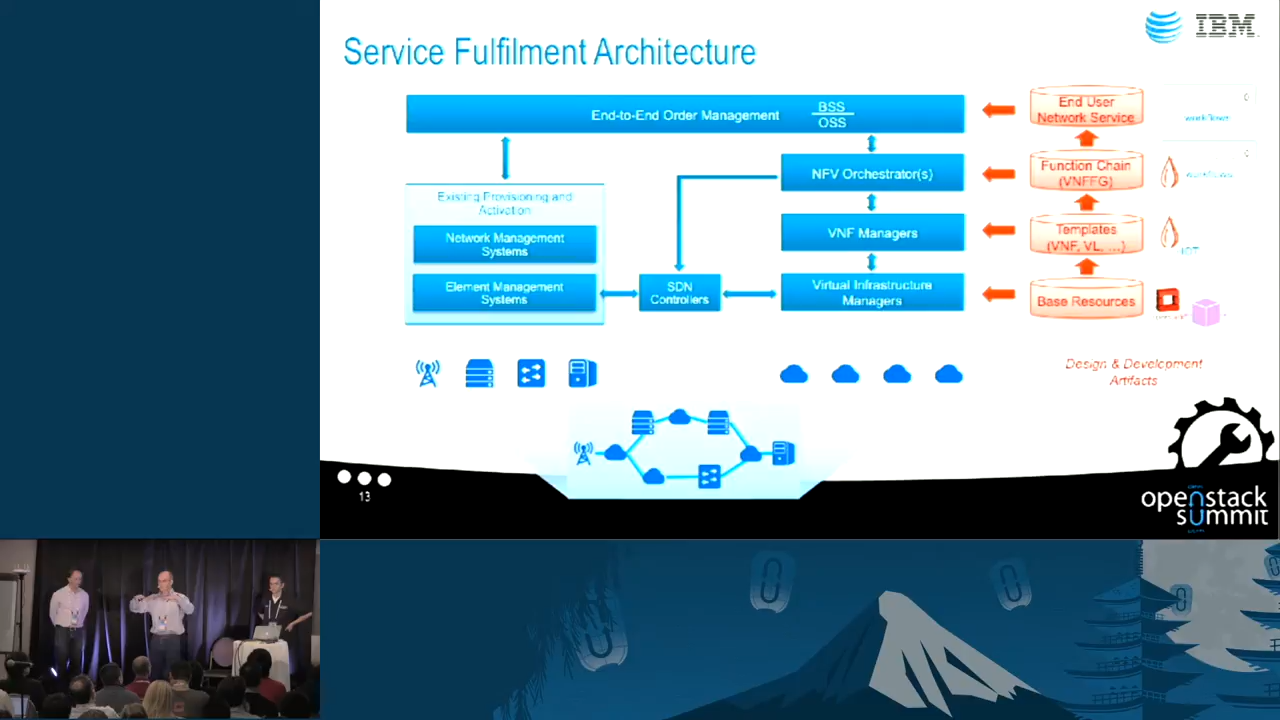 Service Fulfilment Architecture
IBM
End-to-End Order Management
BSS
OSS
End User
Network Service
workflows
NFV Orchestrator(s)
Function Chain
(VNFFG)
workflows
Existing Provisioning and
Activation
Network Management
Systems
VNF Managers
Templates
(VNF, VL, ...)
Element Management
Systems
SDN
Controllers
Virtual Infrastructure
Managers
Base Resources
Design & Development
Artifacts
13
openstack
summit